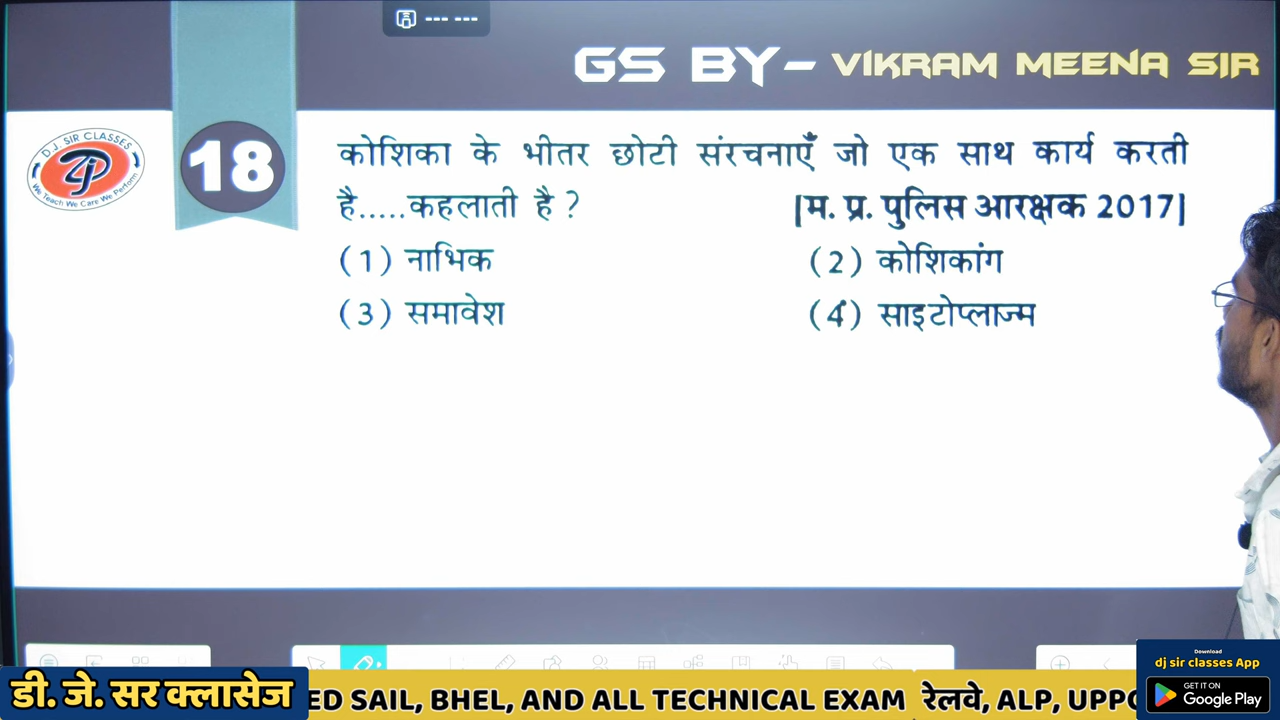 --- ---
GS BY- VIKRAM MEENA SIR
D.J. SIR CLASSES
We Teach We Care We Perform
18
कोशिका के भीतर छोटी संरचनाएँ जो एक साथ कार्य करती
है.....कहलाती है ?
[म. प्र. पुलिस आरक्षक 2017]
(1) नाभिक
(2) कोशिकांग
(3) समावेश
(4) साइटोप्लाज्म
डी. जे. सर क्लासेज
ED SAIL, BHEL, AND ALL TECHNICAL EXAM रेलवे, ALP, UPPC
Download
dj sir classes App
GET IT ON
Google Play